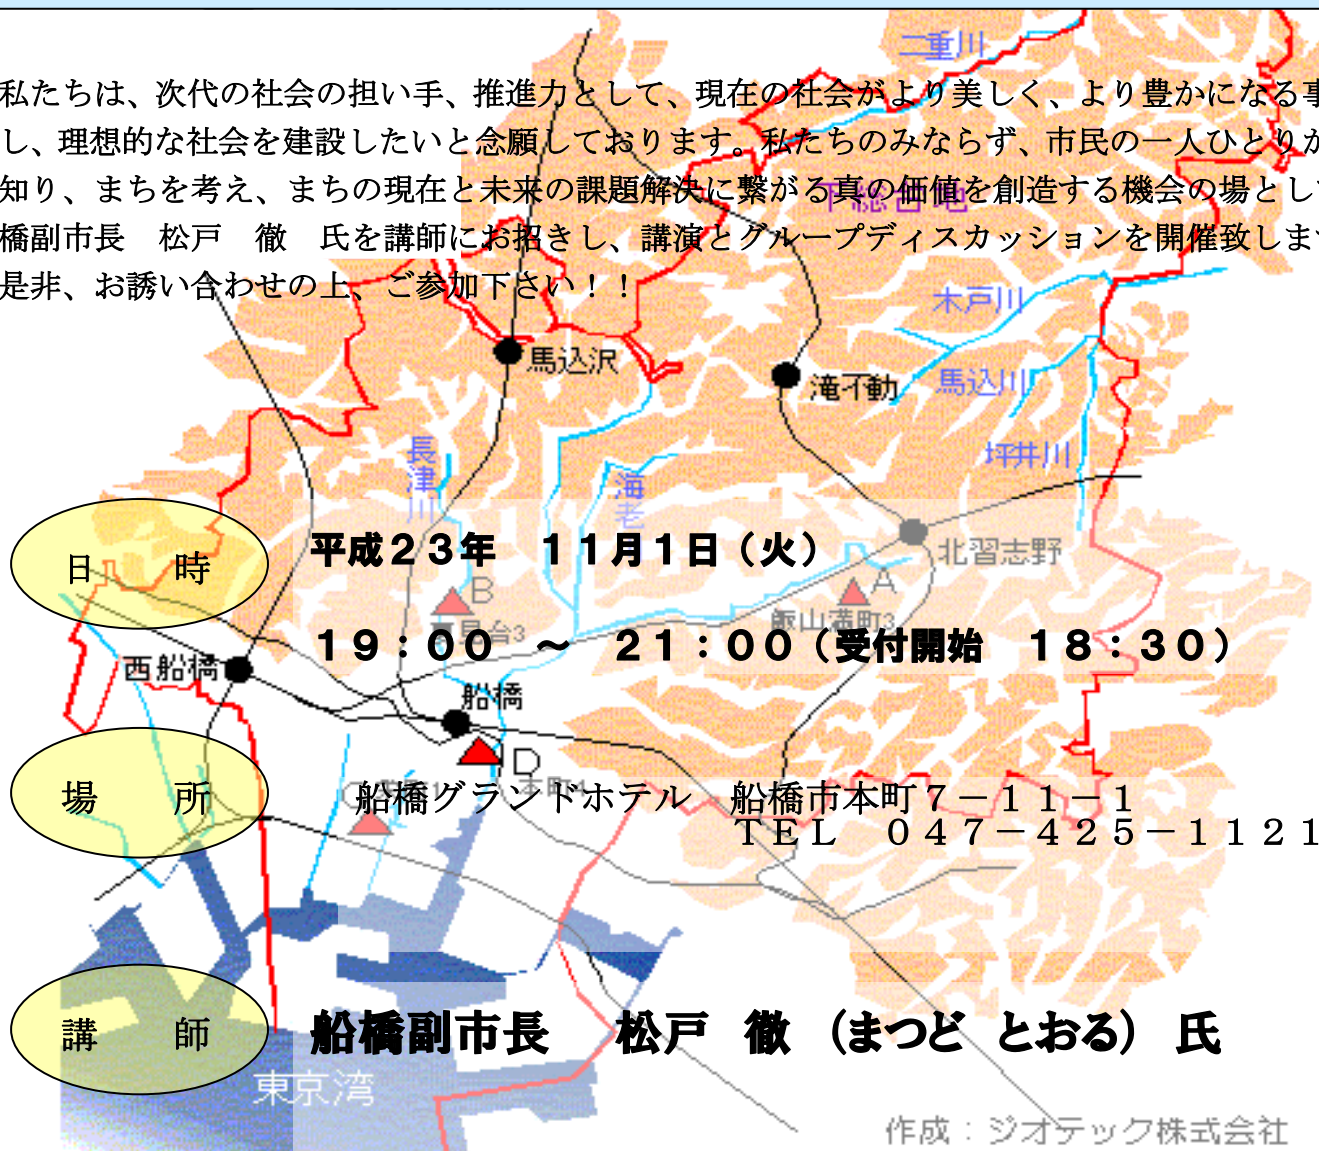 二重川
私たちは、次代の社会の担い手、推進力として、現在の社会がより美しく、より豊かになる事
し、理想的な社会を建設したいと念願しております。私たちのみならず、市民の一人ひとりが
知り、まちを考え、まちの現在と未来の課題解決に繋がる真の価値を創造する機会の場として
下総台地
橋副市長　松戸　徹　氏を講師にお招きし、講演とグループディスカッションを開催致します
是非、お誘い合わせの上、ご参加下さい！！
木戸川
馬込沢
滝不動
馬込川
長津川
坪井川
海老
日　時
平成２３年　１１月１日（火）
北習志野
B
A
飯山満町3
１９：００　～　２１：００（受付開始　１８：３０）
西船橋
船橋
D
場　所
本町4
船橋グランドホテル　船橋市本町７－１１－１
ＴＥＬ　０４７－４２５－１１２１
講　師
船橋副市長　松戸　徹　（まつど　とおる）　氏
東京湾
作成：ジオテック株式会社